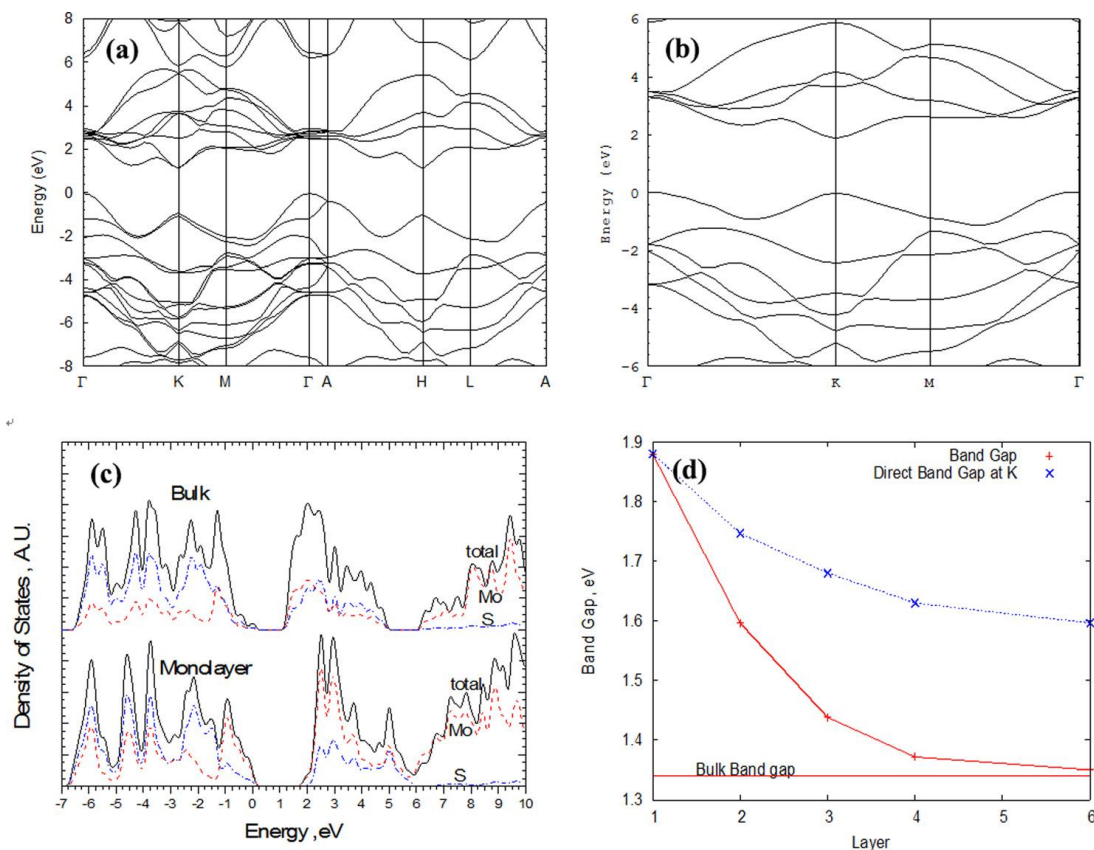 (a)
Energy (eV)
8
6
4
2
0
-2
-4
-6
-8
Γ K M Γ A H L A
(b)
Energy (eV)
6
4
2
0
-2
-4
-6
Γ K M Γ
(c)
Bulk
total
Mo
S
Monolayer
total
Mo
S
Density of States , A.U.
-7 -6 -5 -4 -3 -2 -1 0 1 2 3 4 5 6 7 8 9 10
Energy ,eV
(d)
Band Gap
Direct Band Gap at K
Band Gap, eV
1.9
1.8
1.7
1.6
1.5
1.4
1.3
Bulk Band gap
1 2 3 4 5 6
Layer